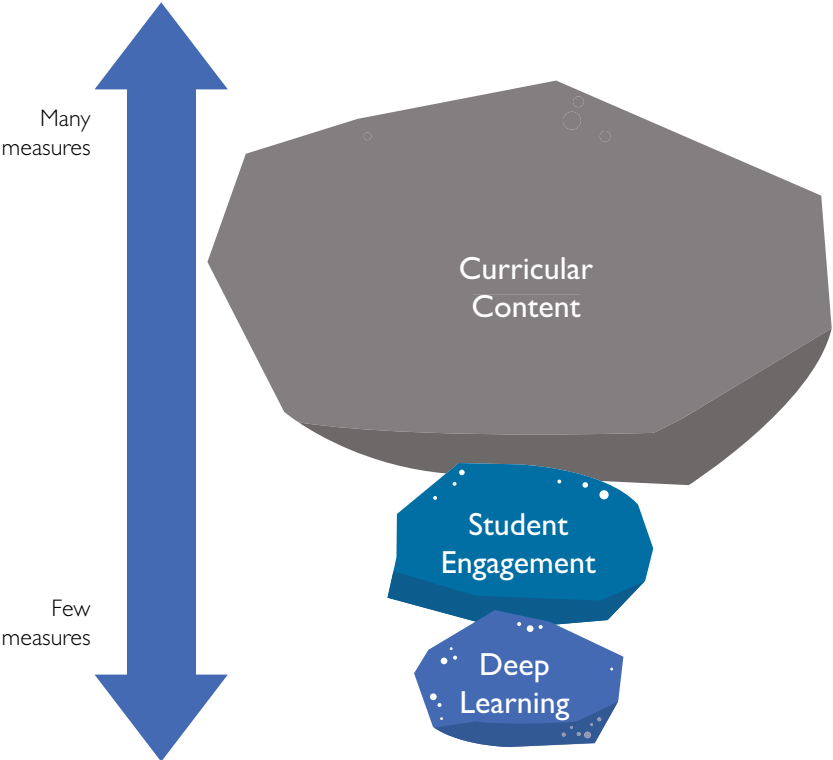 Many
measures
Curricular
Content
Student
Engagement
Few
measures
Deep
Learning